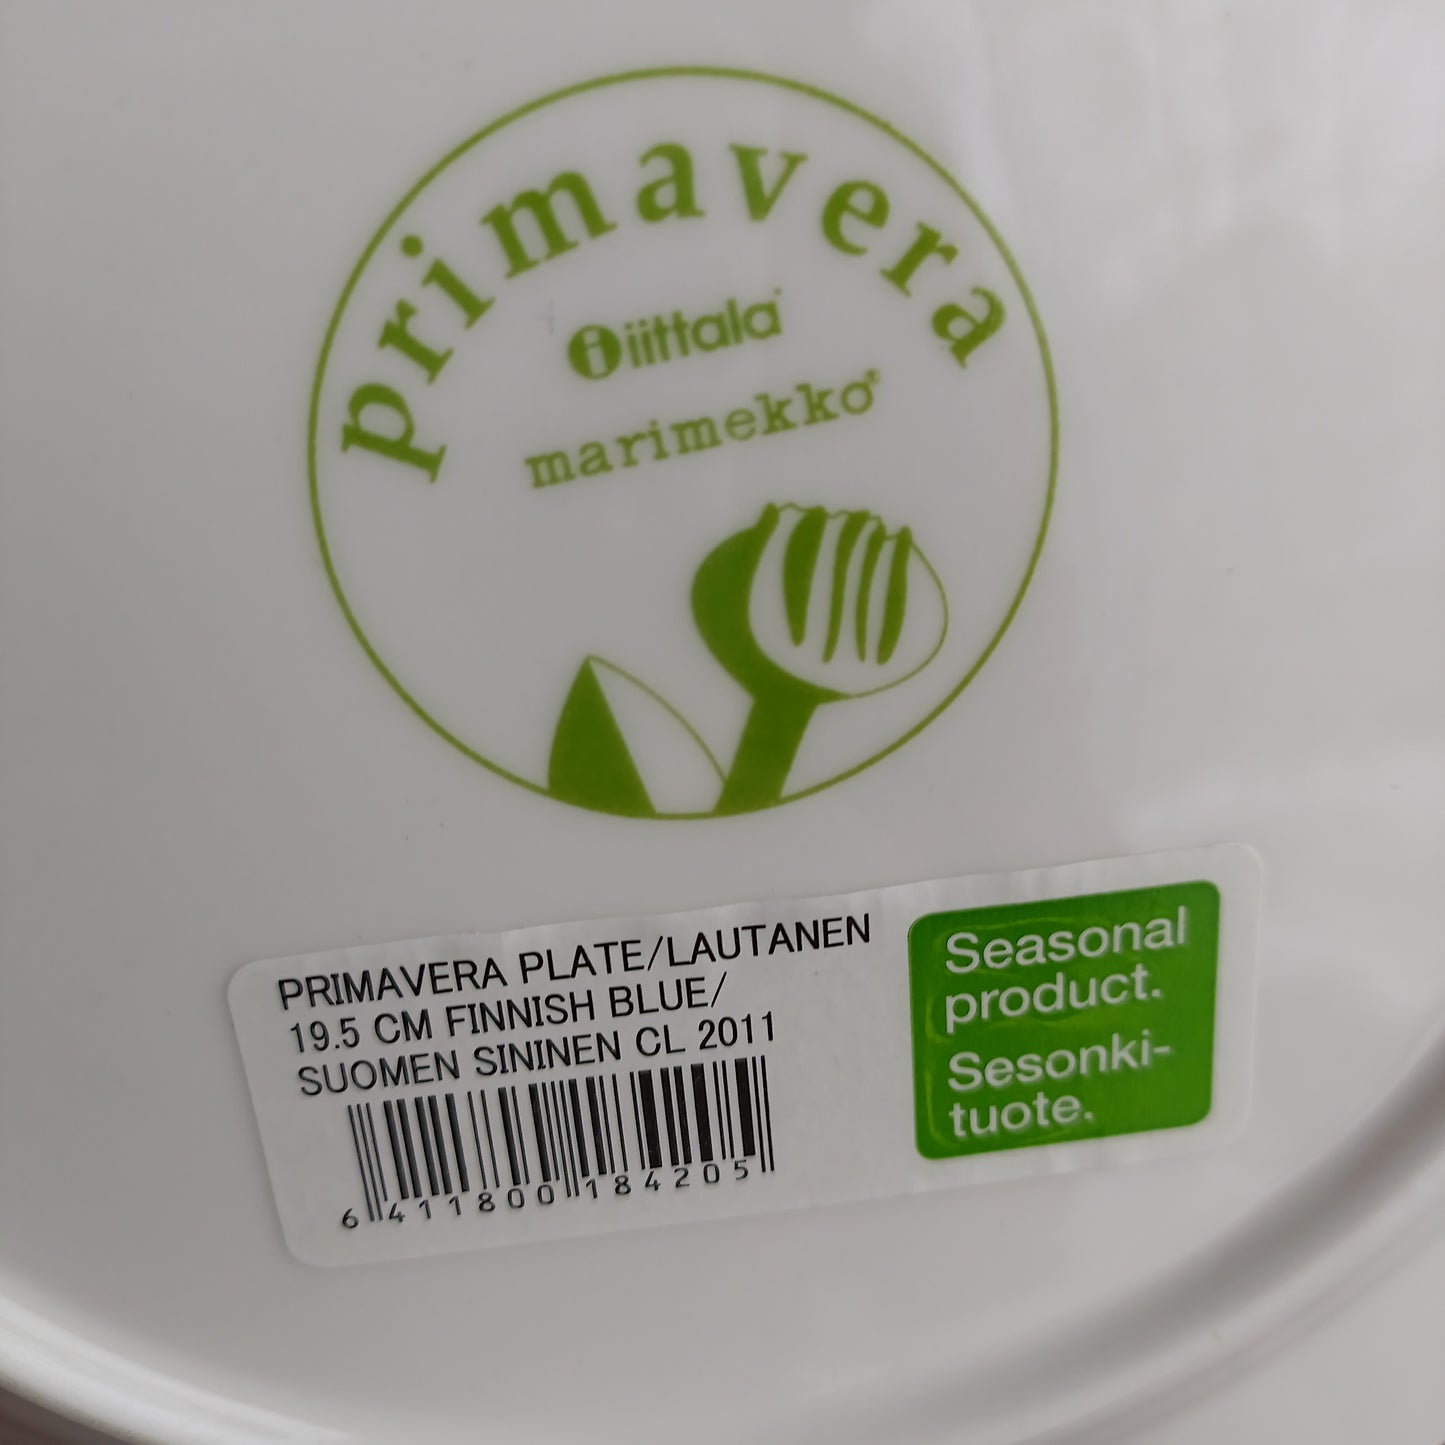 primavera
iittala
marimekko®
PRIMAVERA PLATE/LAUTANEN
19.5 CM FINNISH BLUE/
SUOMEN SININEN CL 2011
6 411800 184205
Seasonal
product.
Sesonki-
tuote.